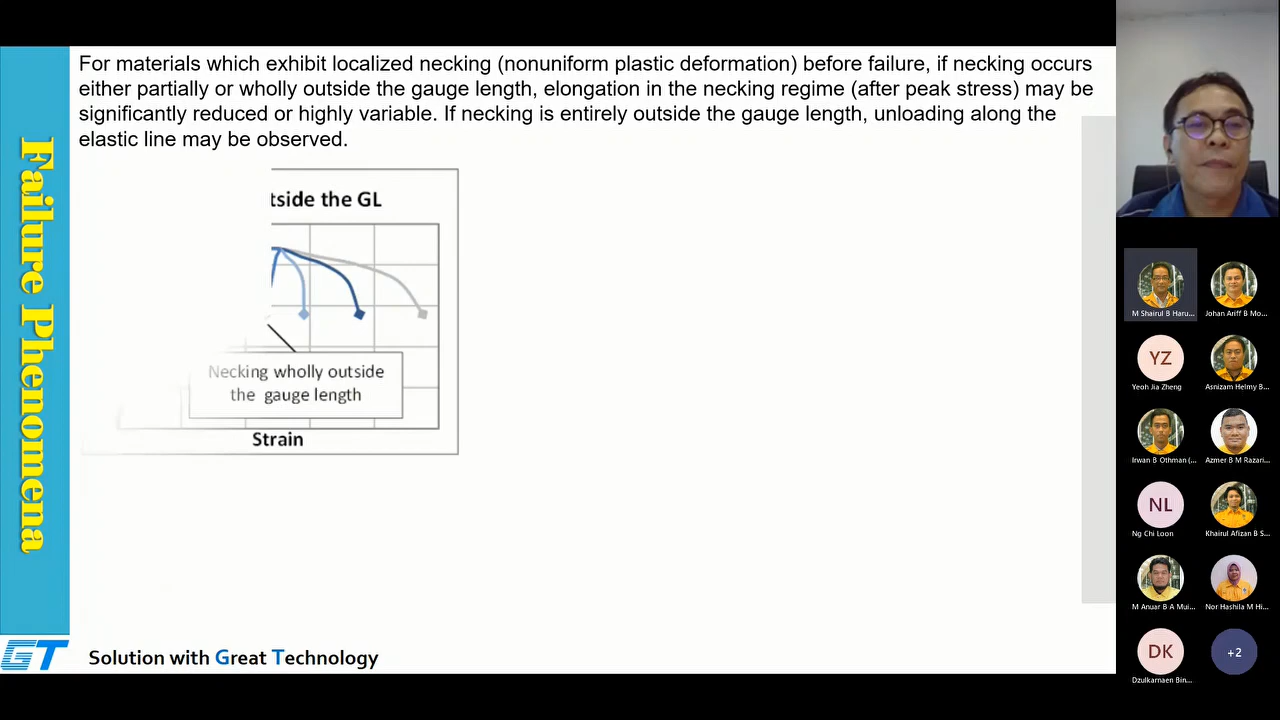 For materials which exhibit localized necking (nonuniform plastic deformation) before failure, if necking occurs
either partially or wholly outside the gauge length, elongation in the necking regime (after peak stress) may be
significantly reduced or highly variable. If necking is entirely outside the gauge length, unloading along the
elastic line may be observed.
Failure Phenomena
tside the GL
Necking wholly outside
the gauge length
Strain
GT
Solution with Great Technology
M Shairul B Haru...
Johan Ariff B Mo...
YZ
Yeoh Jia Zheng
Asnizam Helmy B...
Irwan B Othman (...
Azmer B M Razari...
NL
Ng Chi Loon
Khairul Afizan B S...
M Anuar B A Mui...
Nor Hashila M Hi...
DK
Dzulkarnaen Bin...
+2